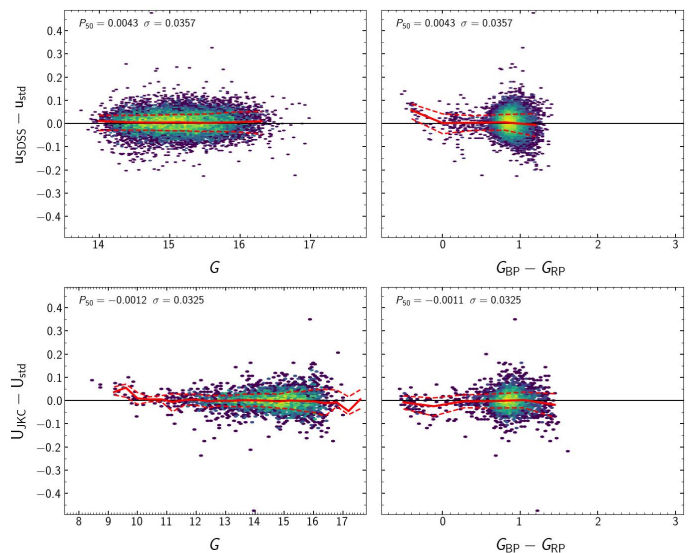 P50 = 0.0043 σ = 0.0357
P50 = 0.0043 σ = 0.0357
uSDSS − ustd
0.4
0.3
0.2
0.1
0.0
−0.1
−0.2
−0.3
−0.4
14 15 16 17
0 1 2 3
G
GBP − GRP
P50 = −0.0012 σ = 0.0325
P50 = −0.0011 σ = 0.0325
UJKC − Ustd
0.4
0.3
0.2
0.1
0.0
−0.1
−0.2
−0.3
−0.4
8 9 10 11 12 13 14 15 16 17
0 1 2 3
G
GBP − GRP